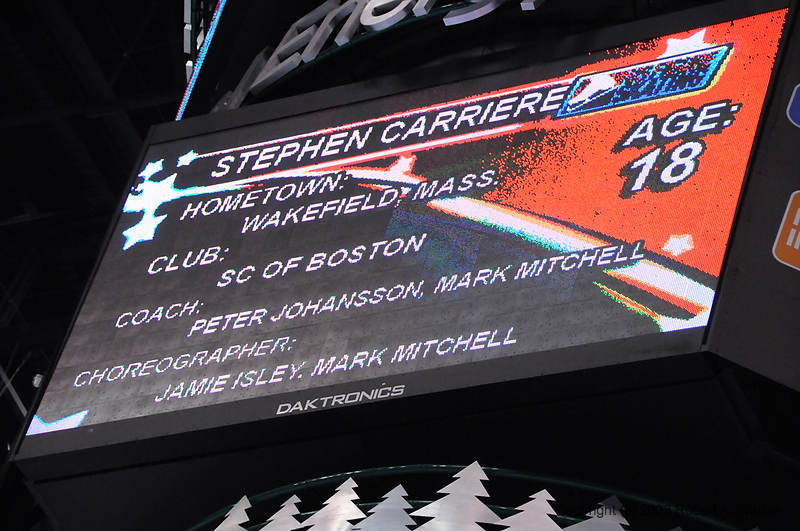 Energy
STEPHEN CARRIERE
AGE:
18
HOMETOWN:
WAKEFIELD, MASS.
CLUB:
SC OF BOSTON
COACH:
PETER JOHANSSON, MARK MITCHELL
CHOREOGRAPHER:
JAMIE ISLEY, MARK MITCHELL
DAKTRONICS